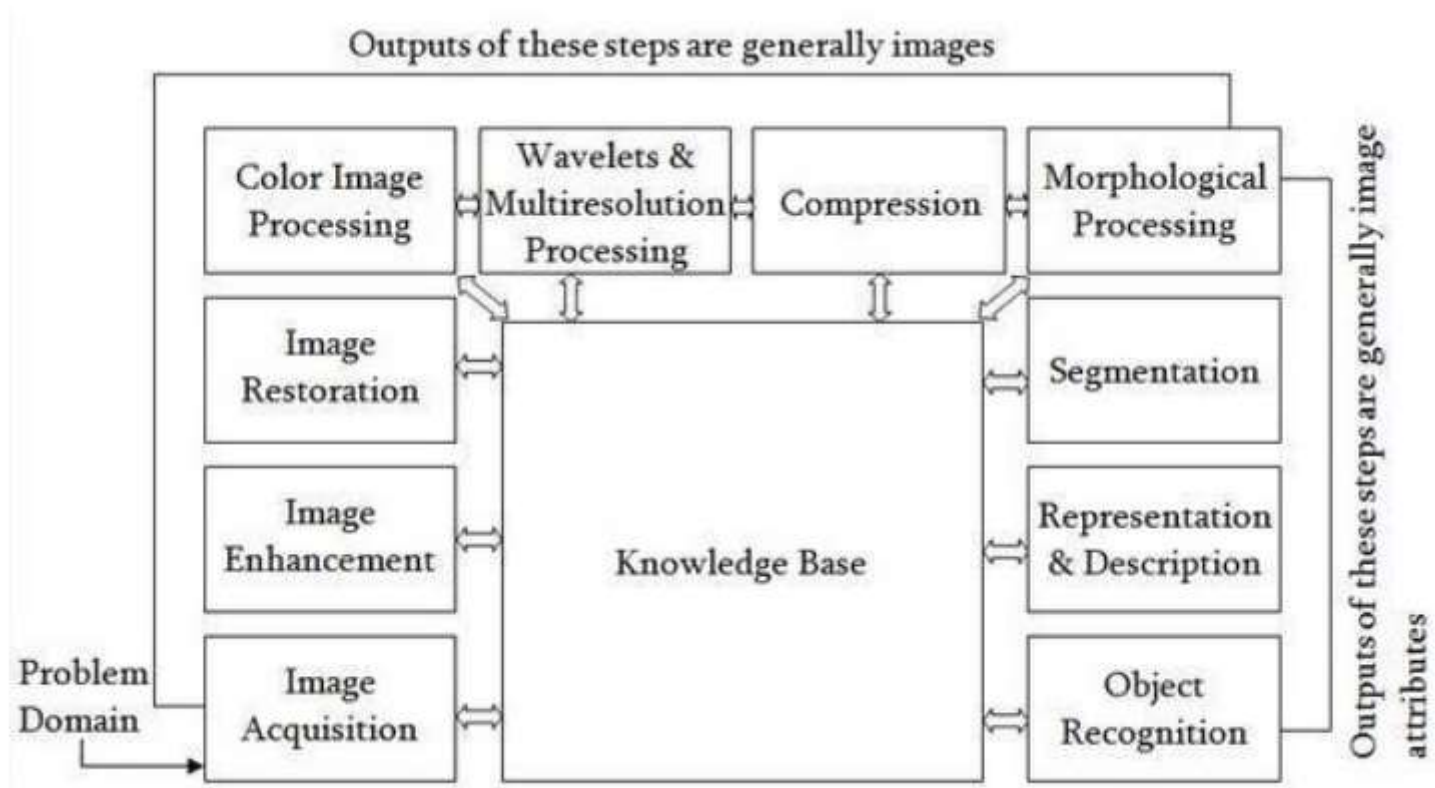 Outputs of these steps are generally images
Color Image
Processing
Wavelets &
Multiresolution
Processing
Compression
Morphological
Processing
Image
Restoration
Segmentation
Image
Enhancement
Knowledge Base
Representation
& Description
Problem
Domain
Image
Acquisition
Object
Recognition
Outputs of these steps are generally image
attributes